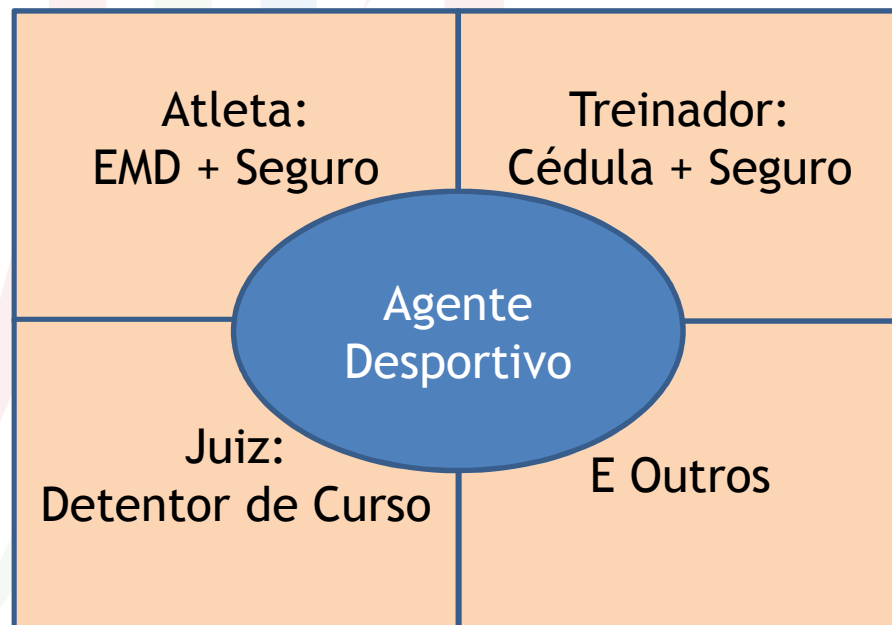 Atleta:
EMD + Seguro
Treinador:
Cédula + Seguro
Agente
Desportivo
Juiz:
Detentor de Curso
E Outros